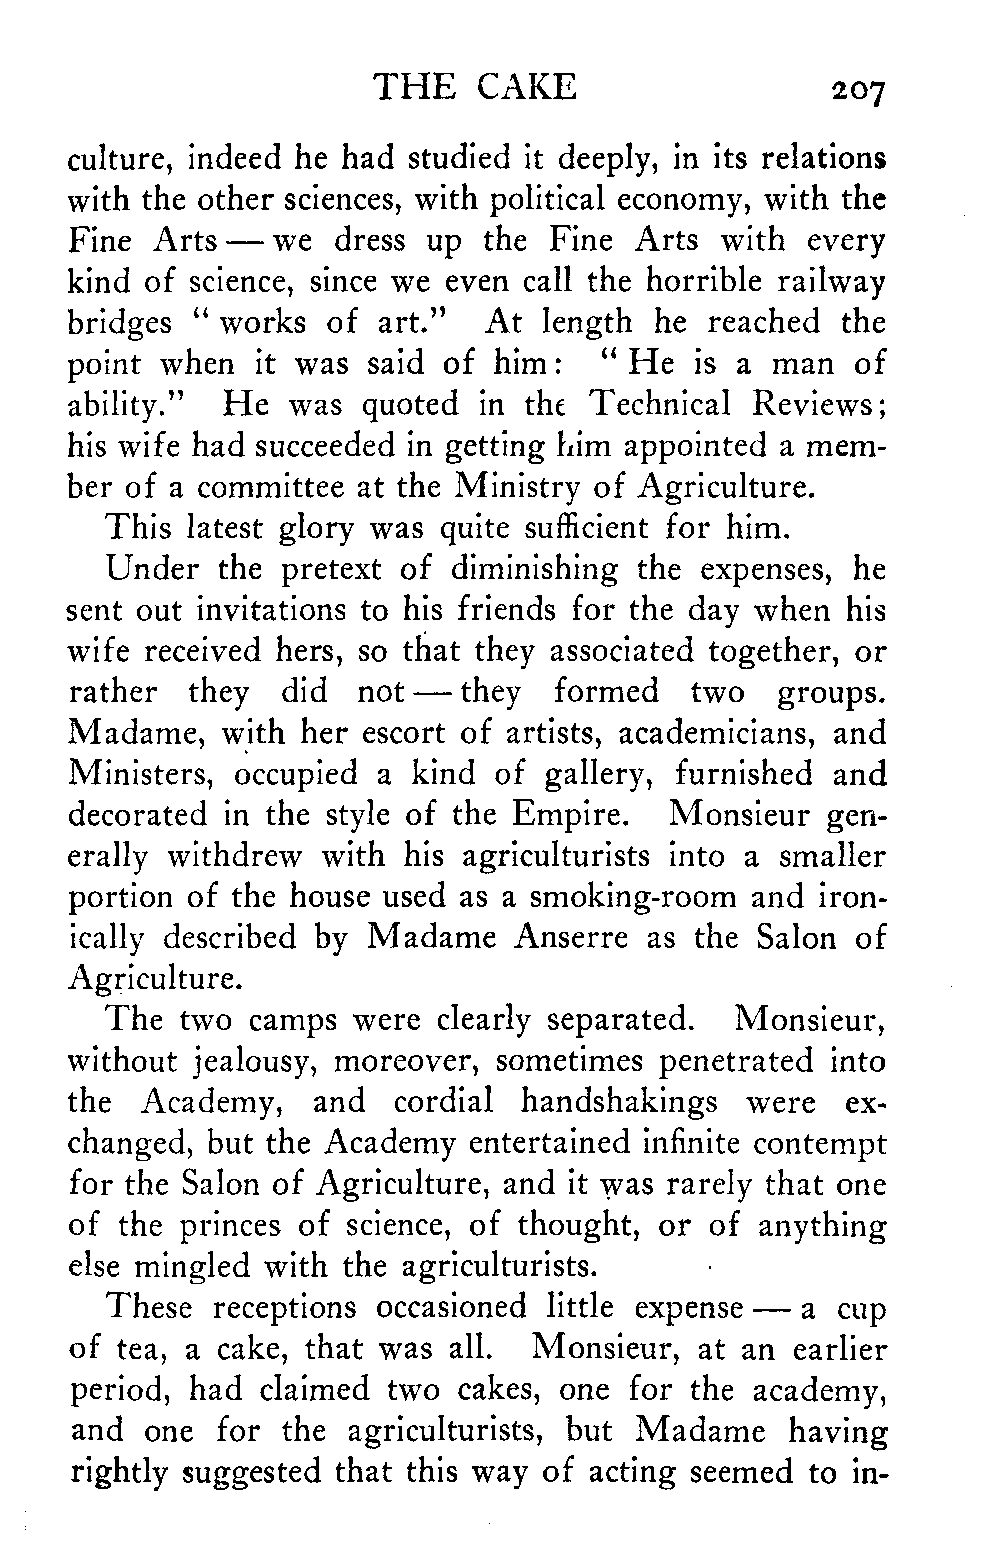 THE CAKE 207
culture, indeed he had studied it deeply, in its relations
with the other sciences, with political economy, with the
Fine Arts — we dress up the Fine Arts with every
kind of science, since we even call the horrible railway
bridges “ works of art.” At length he reached the
point when it was said of him: “ He is a man of
ability.” He was quoted in the Technical Reviews;
his wife had succeeded in getting him appointed a mem-
ber of a committee at the Ministry of Agriculture.
This latest glory was quite sufficient for him.
Under the pretext of diminishing the expenses, he
sent out invitations to his friends for the day when his
wife received hers, so that they associated together, or
rather they did not — they formed two groups.
Madame, with her escort of artists, academicians, and
Ministers, occupied a kind of gallery, furnished and
decorated in the style of the Empire. Monsieur gen-
erally withdrew with his agriculturists into a smaller
portion of the house used as a smoking-room and iron-
ically described by Madame Anserre as the Salon of
Agriculture.
The two camps were clearly separated. Monsieur,
without jealousy, moreover, sometimes penetrated into
the Academy, and cordial handshakings were ex-
changed, but the Academy entertained infinite contempt
for the Salon of Agriculture, and it was rarely that one
of the princes of science, of thought, or of anything
else mingled with the agriculturists.
These receptions occasioned little expense — a cup
of tea, a cake, that was all. Monsieur, at an earlier
period, had claimed two cakes, one for the academy,
and one for the agriculturists, but Madame having
rightly suggested that this way of acting seemed to in-